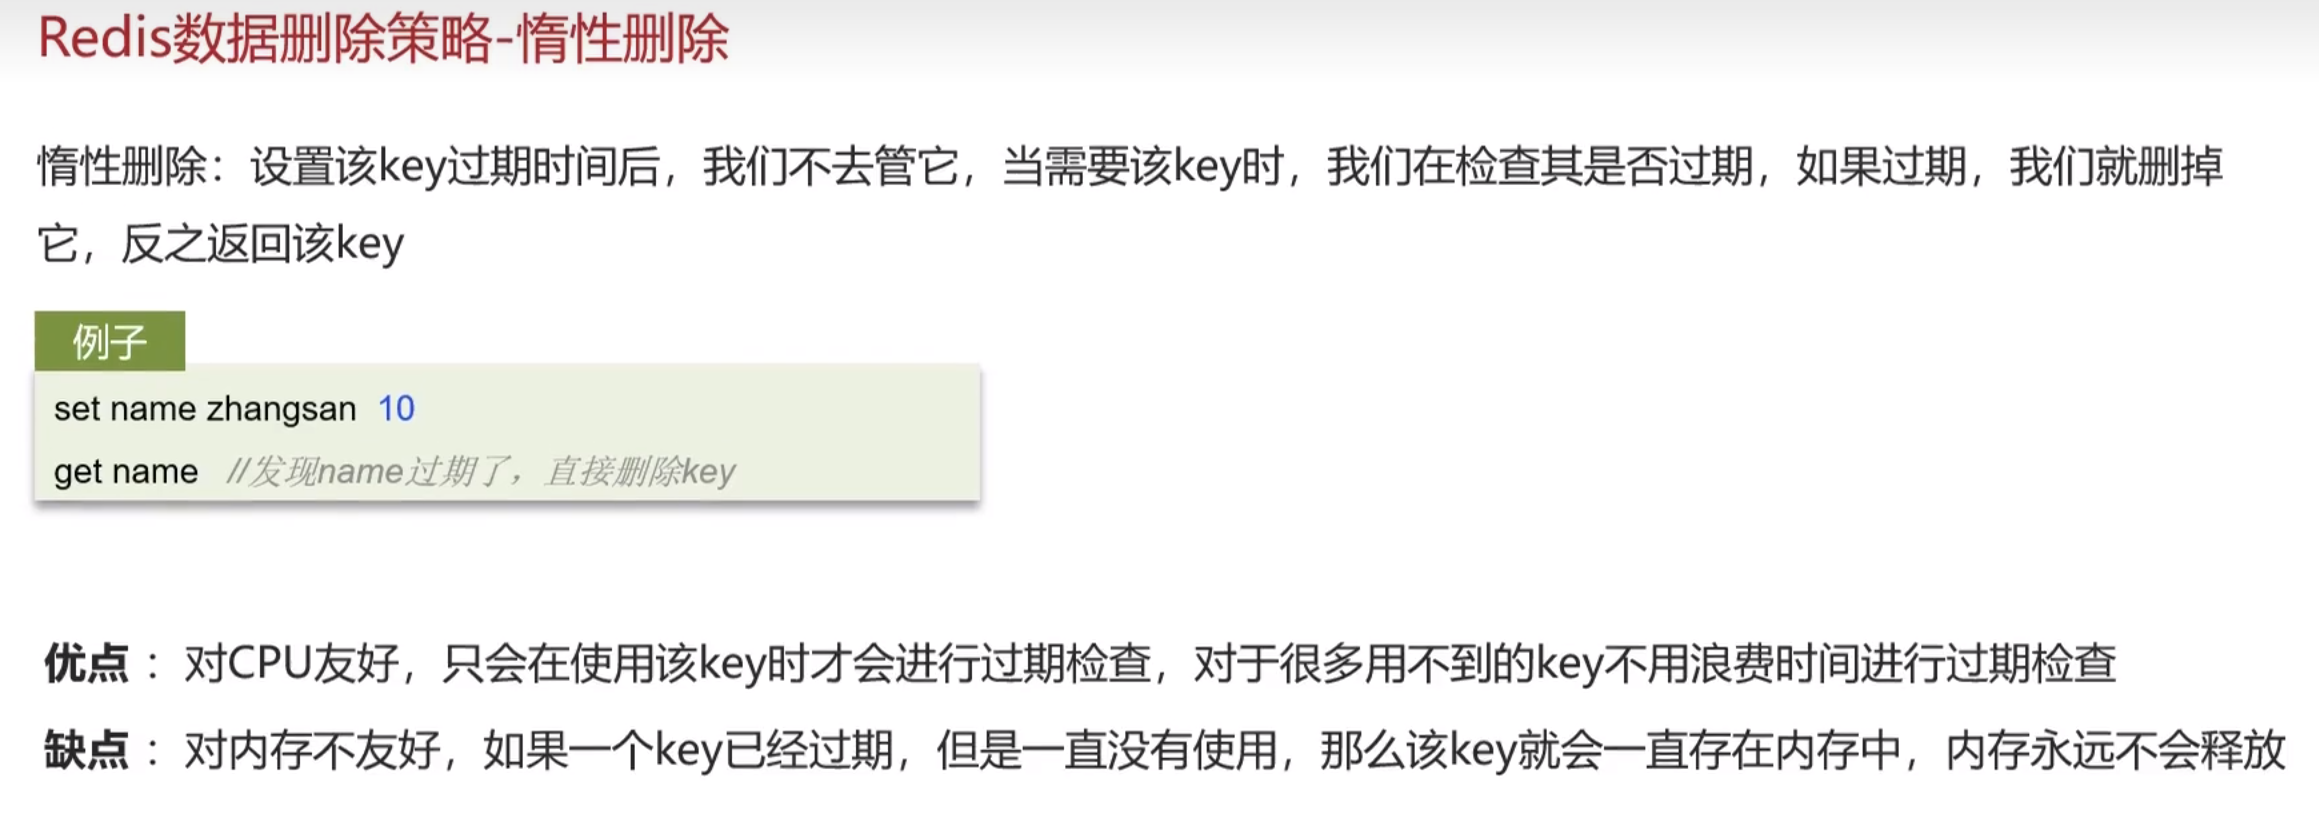 Redis数据删除策略-惰性删除
惰性删除：设置该key过期时间后，我们不去管它，当需要该key时，我们在检查其是否过期，如果过期，我们就删掉
它，反之返回该key
例子
set name zhangsan 10
get name //发现name过期了，直接删除key
优点 ：对CPU友好，只会在使用该key时才会进行过期检查，对于很多用不到的key不用浪费时间进行过期检查
缺点 ：对内存不友好，如果一个key已经过期，但是一直没有使用，那么该key就会一直存在内存中，内存永远不会释放